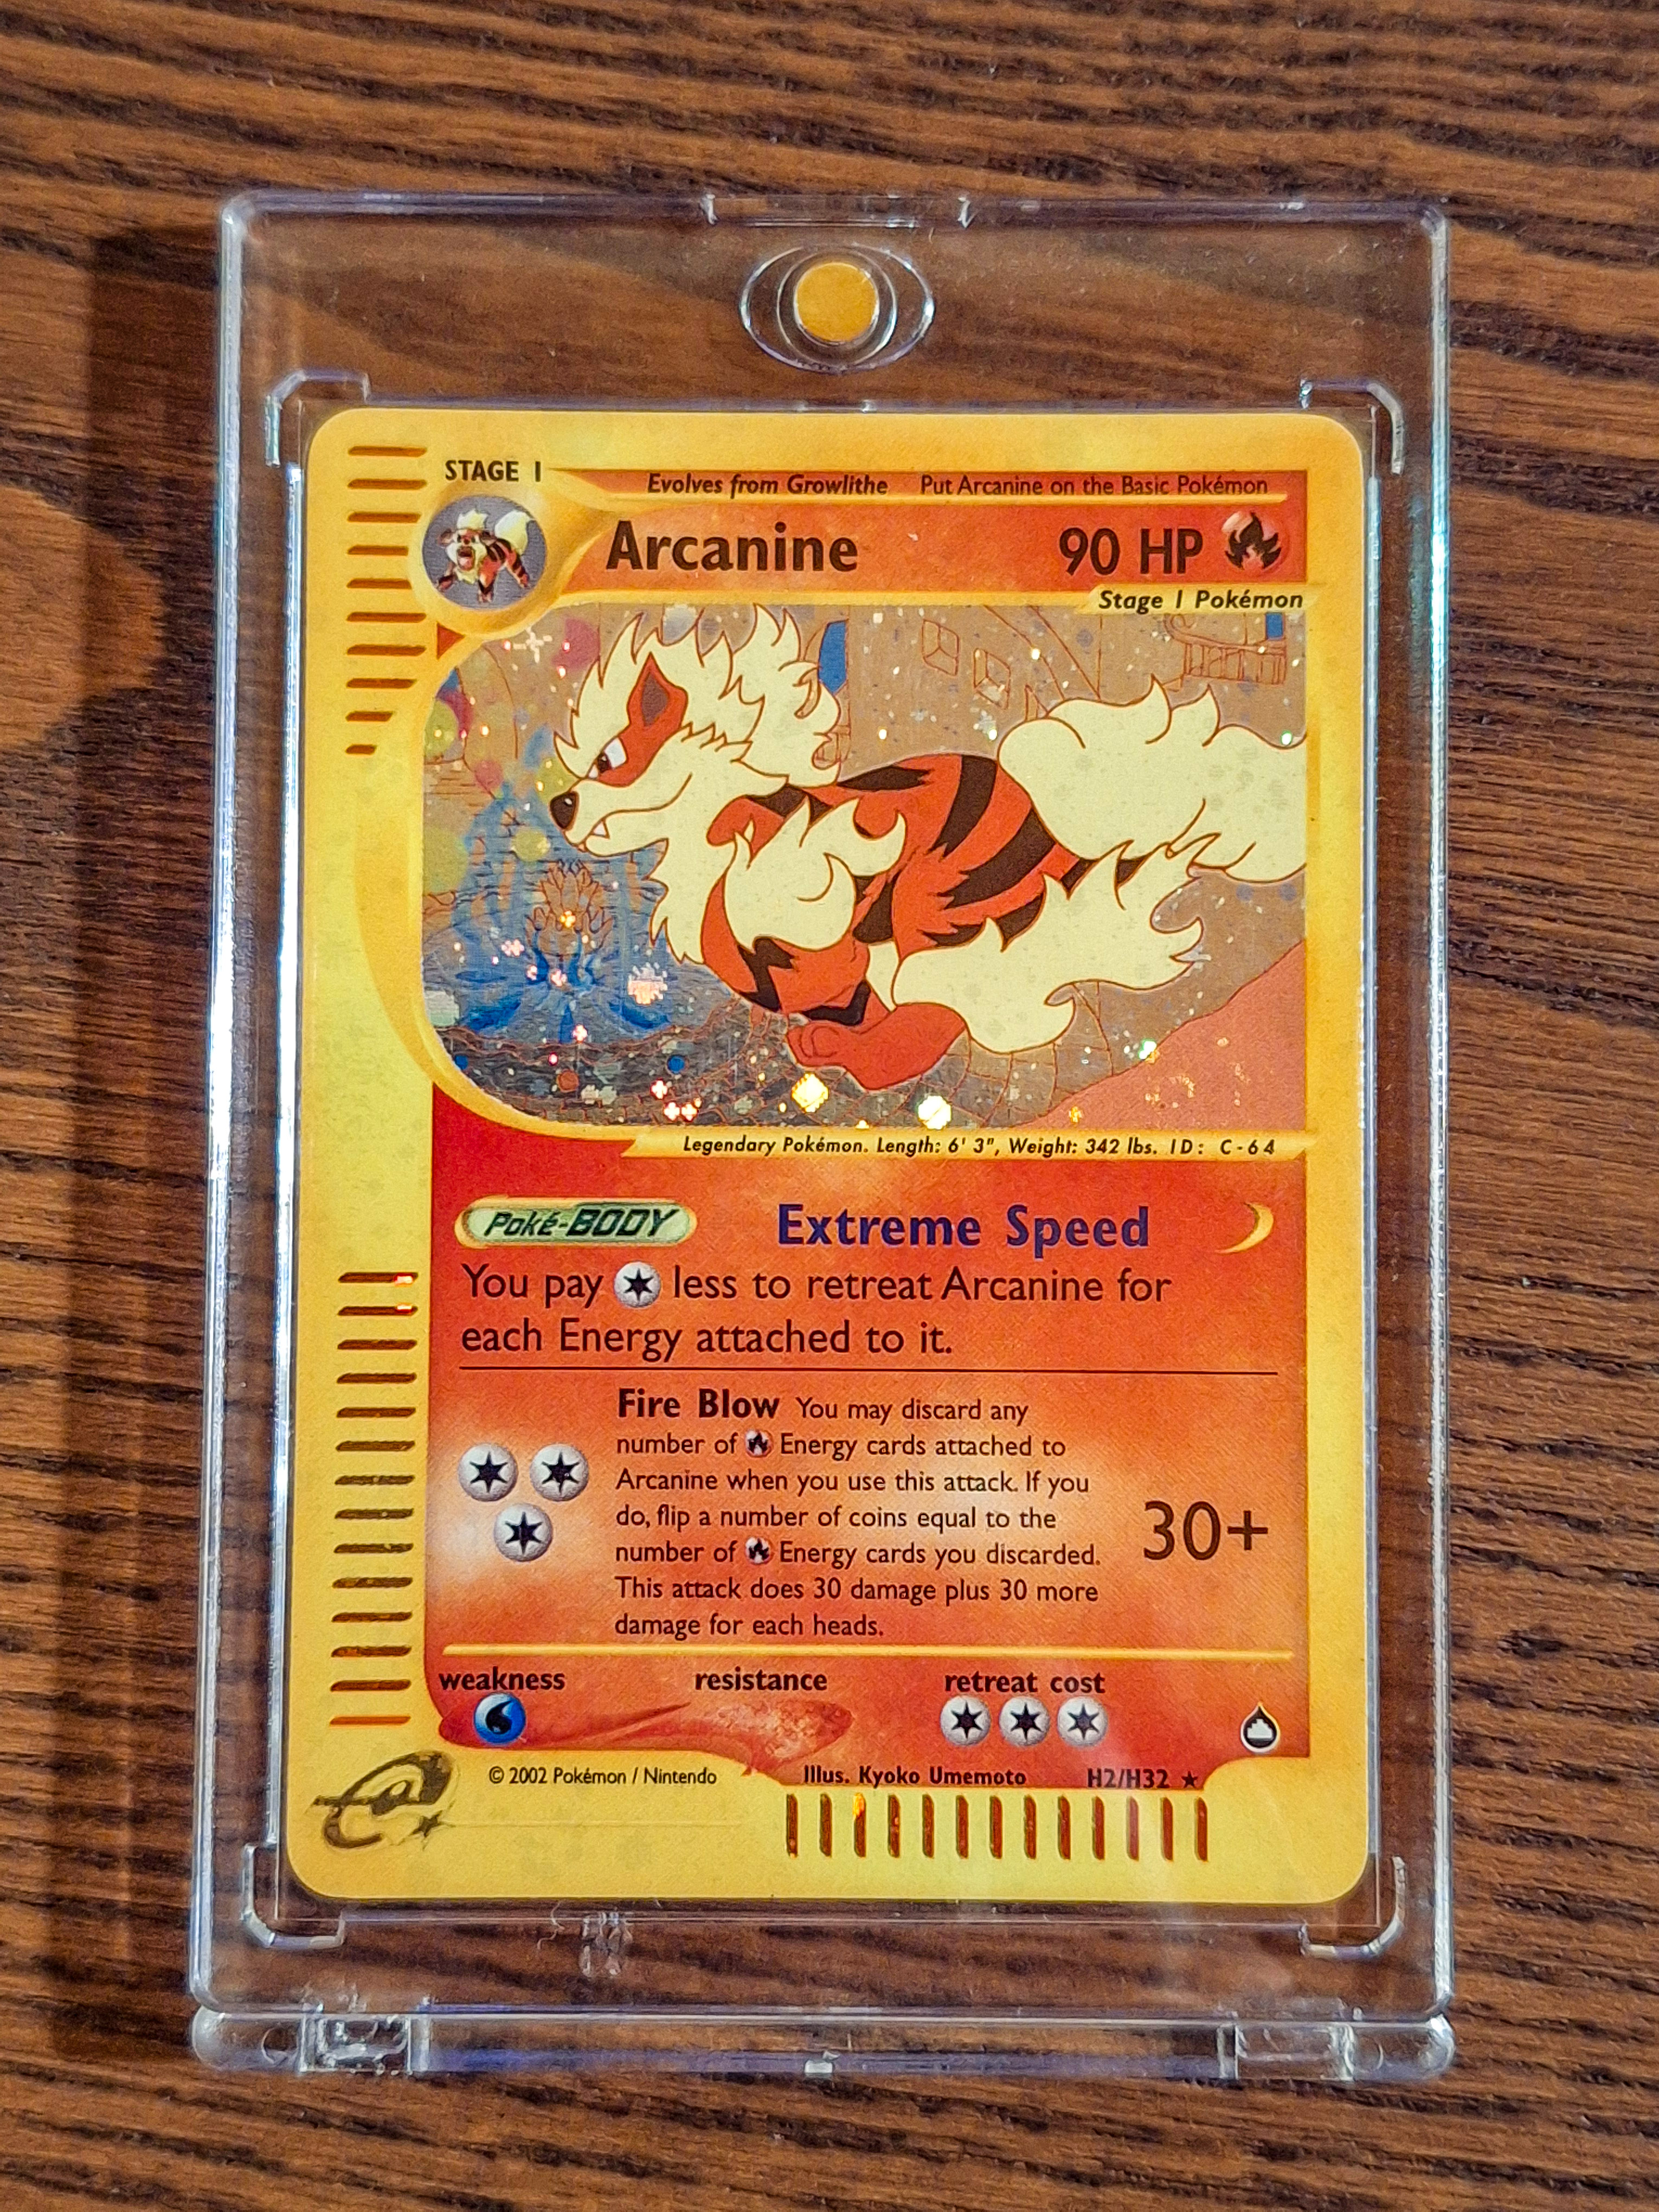 STAGE 1
Evolves from Growlithe Put Arcanine on the Basic Pokémon
Arcanine 90 HP
Stage 1 Pokémon
Legendary Pokémon. Length: 6' 3", Weight: 342 lbs. ID: C-64
Poké-BODY Extreme Speed
You pay less to retreat Arcanine for
each Energy attached to it.
Fire Blow You may discard any
number of Energy cards attached to
Arcanine when you use this attack. If you
do, flip a number of coins equal to the
number of Energy cards you discarded.
This attack does 30 damage plus 30 more
damage for each heads.
30+
weakness resistance retreat cost
e
© 2002 Pokémon / Nintendo Illus. Kyoko Umemoto H2/H32 ★